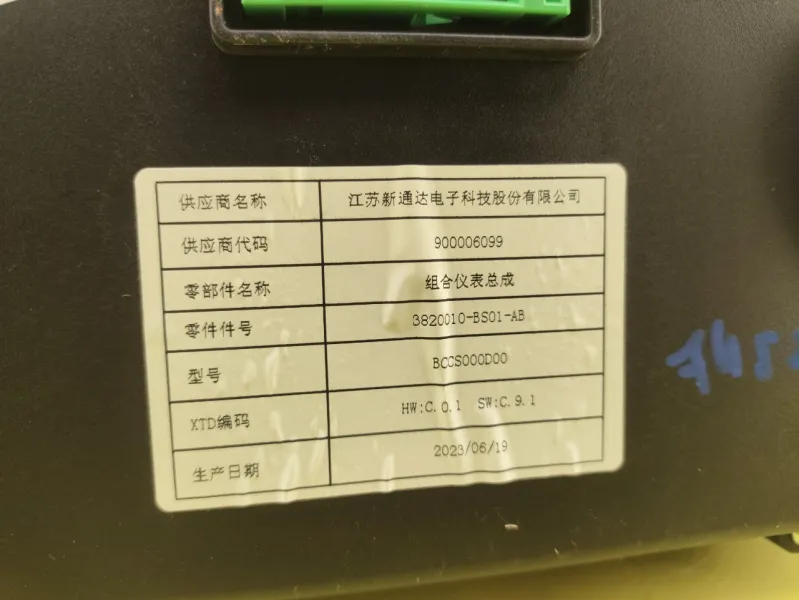 供应商名称 江苏新通达电子科技股份有限公司
供应商代码 900006099
零部件名称 组合仪表总成
零件件号 3820010-BS01-AB
型号 BCCS000D00
XTD编码 HW:C.0.1 SW:C.9.1
生产日期 2023/06/19